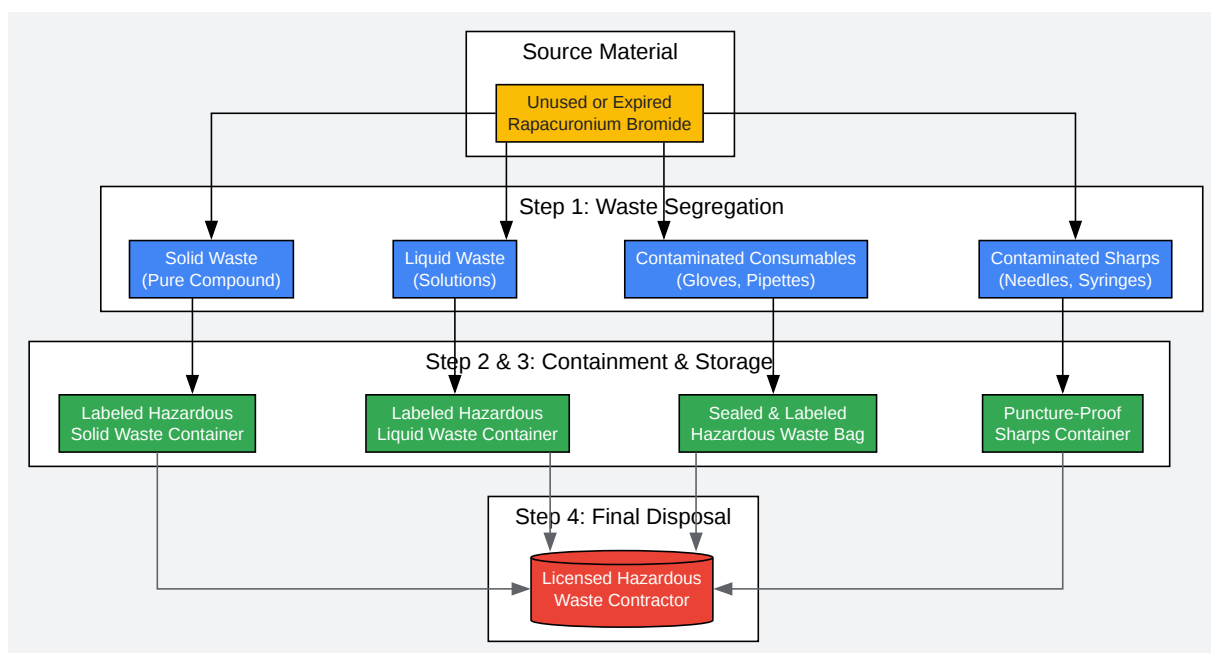 Source Material
Unused or Expired
Rapacuronium Bromide
Step 1: Waste Segregation
Solid Waste
(Pure Compound)
Liquid Waste
(Solutions)
Contaminated Consumables
(Gloves, Pipettes)
Contaminated Sharps
(Needles, Syringes)
Step 2 & 3: Containment & Storage
Labeled Hazardous
Solid Waste Container
Labeled Hazardous
Liquid Waste Container
Sealed & Labeled
Hazardous Waste Bag
Puncture-Proof
Sharps Container
Step 4: Final Disposal
Licensed Hazardous
Waste Contractor